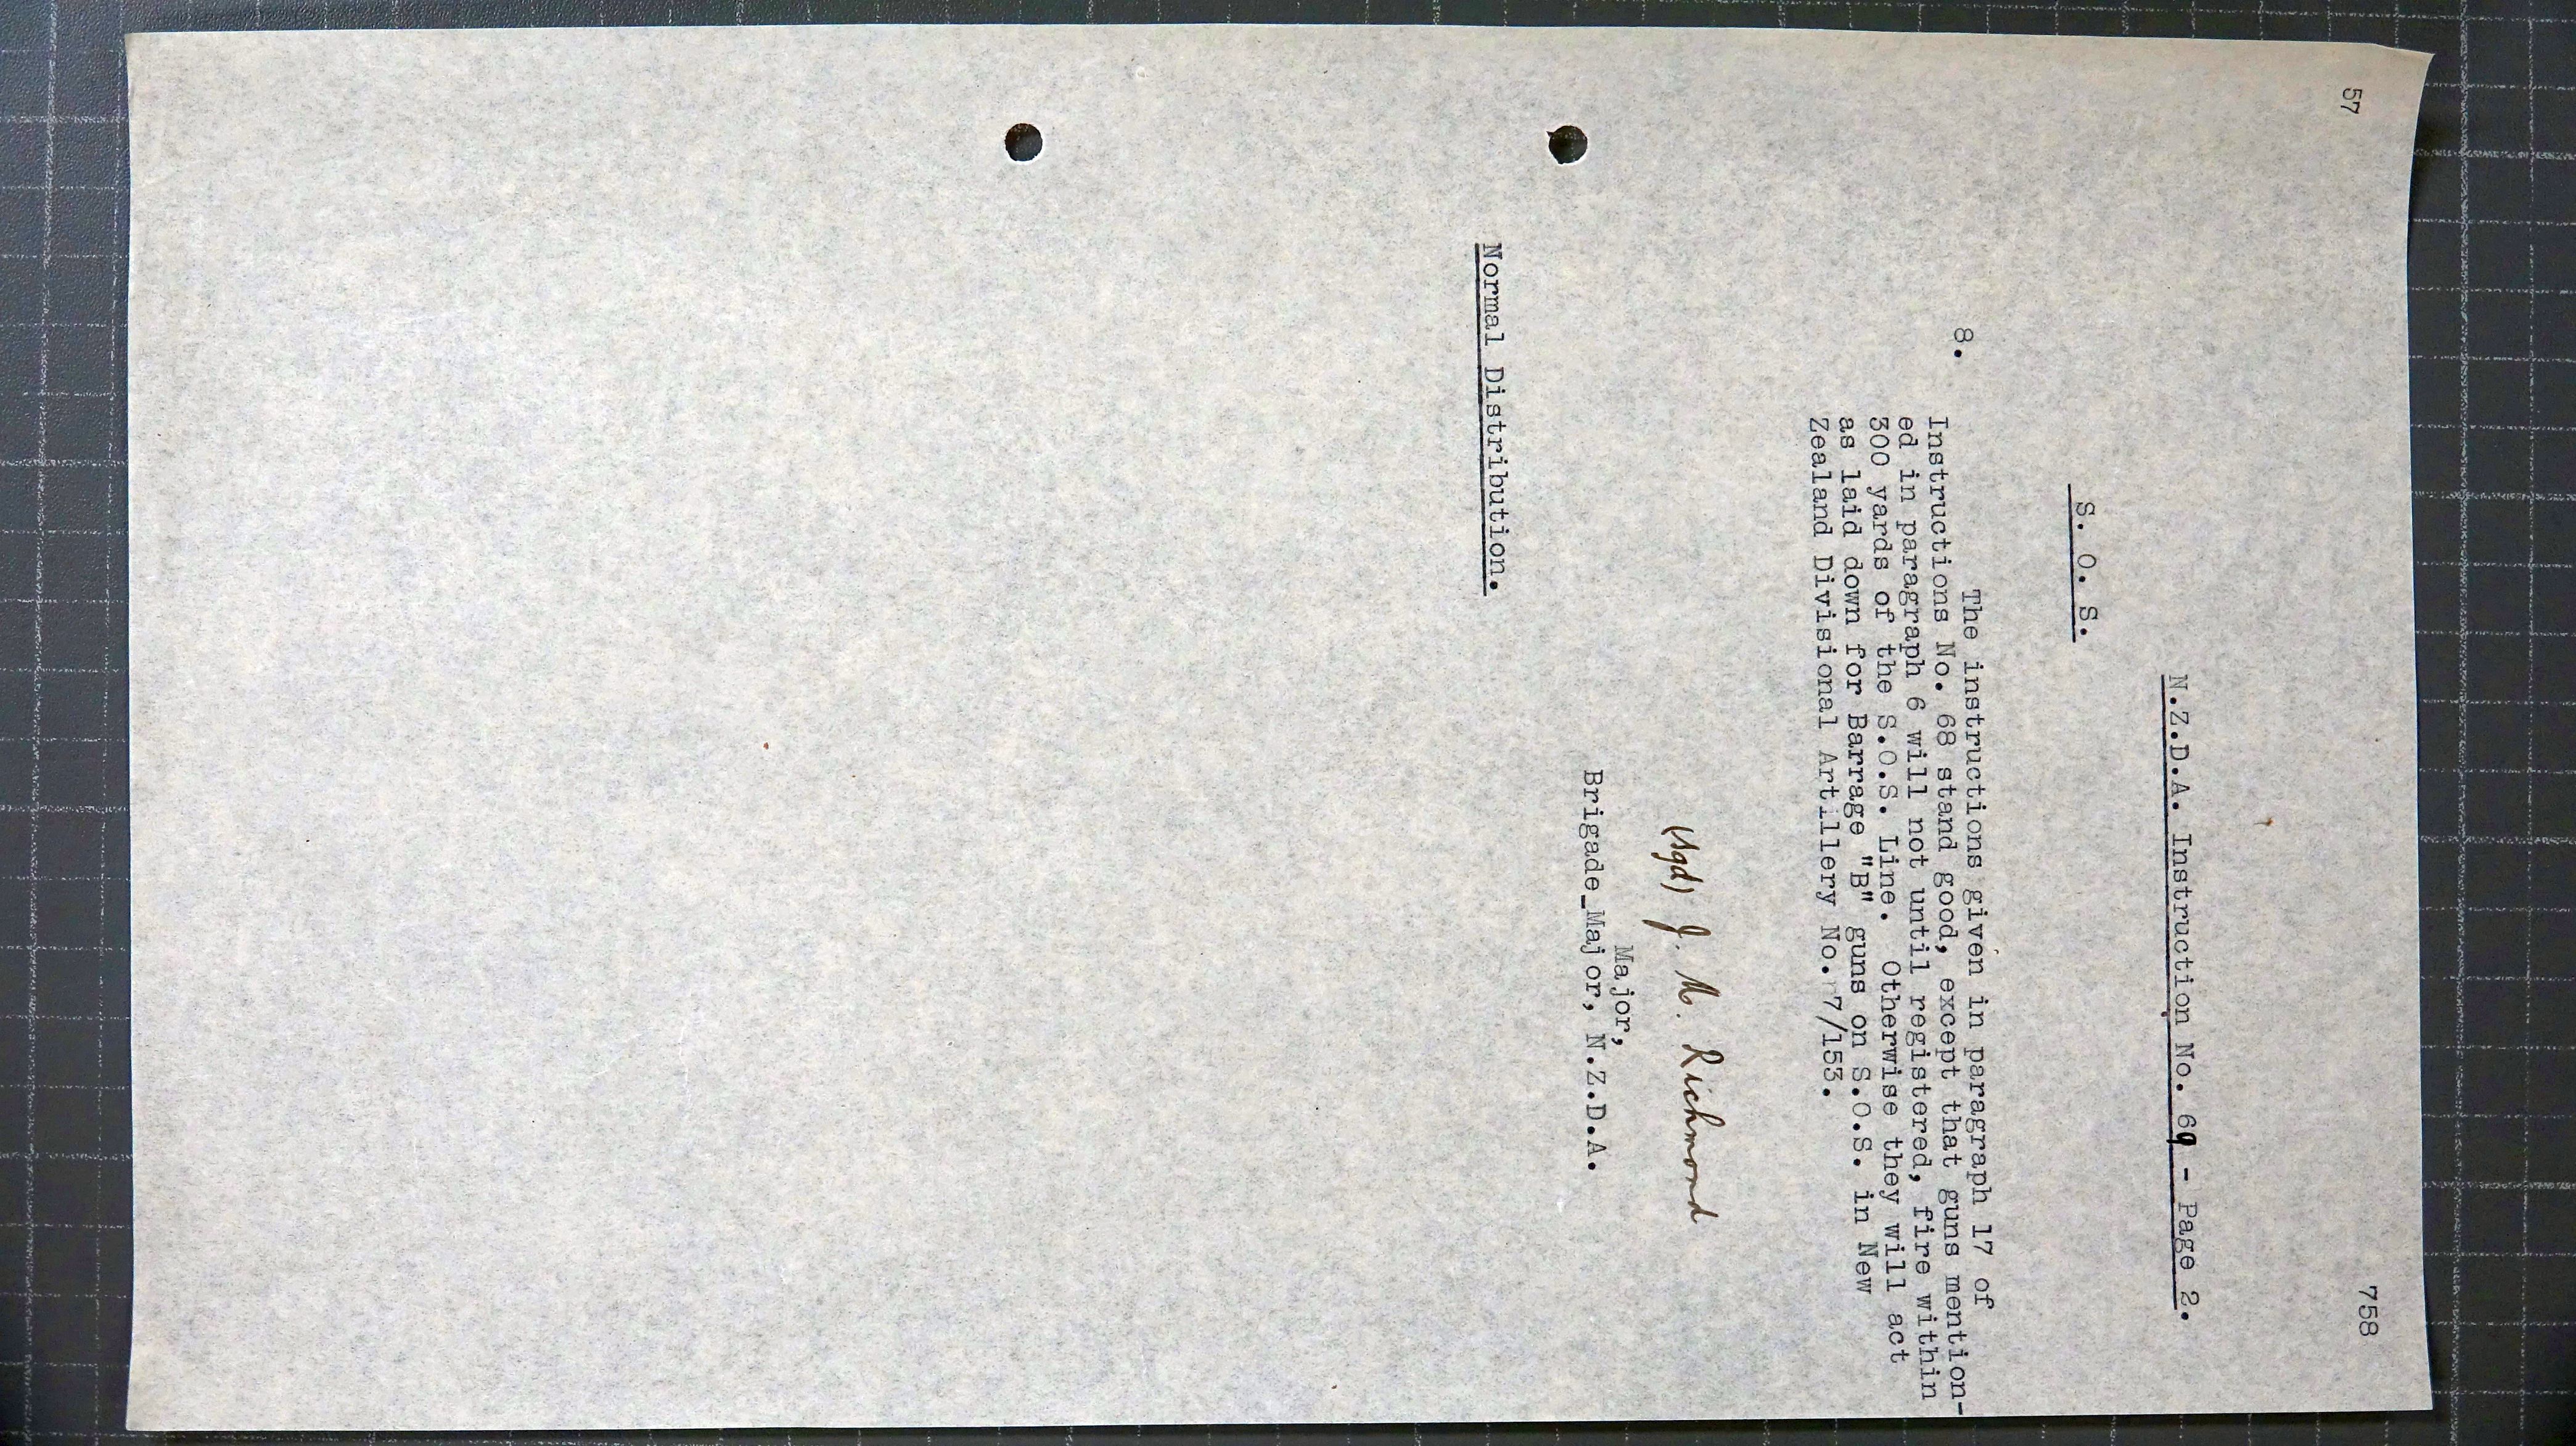 57
758
N.Z.D.A. Instruction No. 69 - Page 2.
S. O. S.
8.
The instructions given in paragraph 17 of
Instructions No. 68 stand good, except that guns mention-
ed in paragraph 6 will not until registered, fire within
300 yards of the S.O.S. Line. Otherwise they will act
as laid down for Barrage "B" guns on S.O.S. in New
Zealand Divisional Artillery No. 7/153.
(sgd) J. M. Richmond
Major,
Brigade_Major, N.Z.D.A.
Normal Distribution.